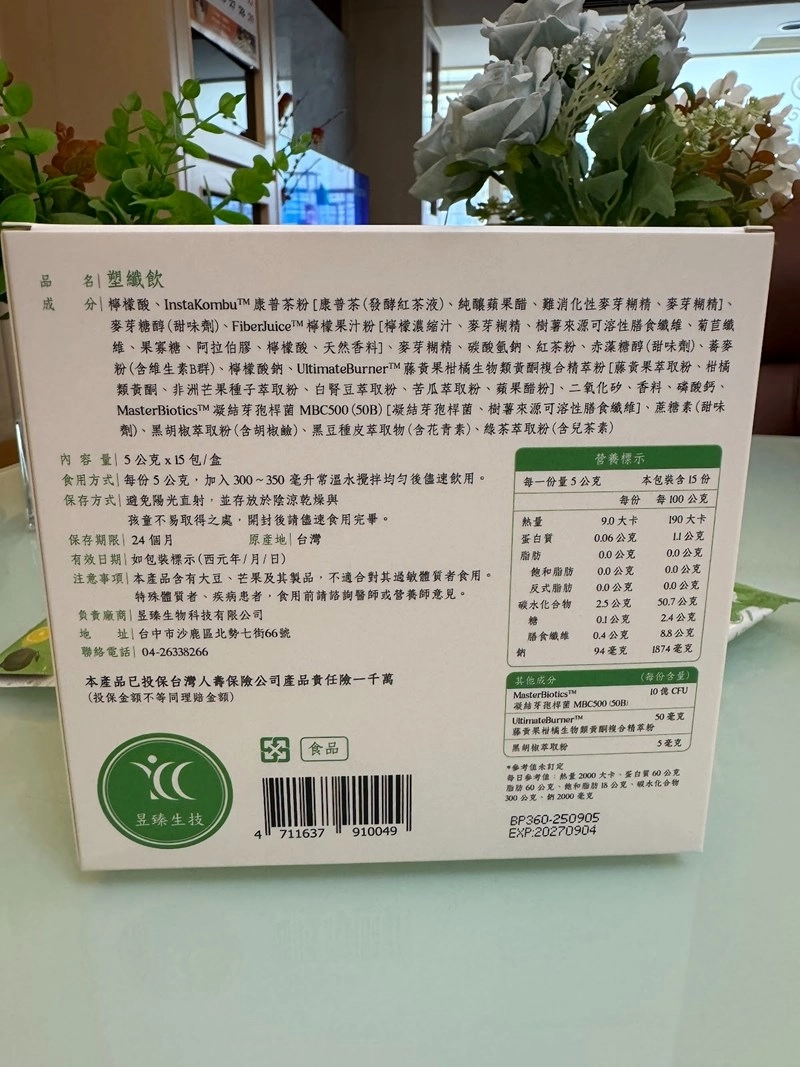 品 名| 塑纖飲
成 分| 檸檬酸、InstaKombu™ 康普茶粉 [康普茶(發酵紅茶液)、純釀蘋果醋、難消化性麥芽糊精、麥芽糊精]、
麥芽糖醇(甜味劑)、FiberJuice™ 檸檬果汁粉 [檸檬濃縮汁、麥芽糊精、樹薯來源可溶性膳食纖維、菊苣纖
維、果寡糖、阿拉伯膠、檸檬酸、天然香料]、麥芽糊精、碳酸氫鈉、紅茶粉、赤藻糖醇(甜味劑)、蕎麥
粉(含維生素B群)、檸檬酸鈉、UltimateBurner™ 藤黃果柑橘生物類黃酮複合精萃粉 [藤黃果萃取粉、柑橘
類黃酮、非洲芒果種子萃取粉、白腎豆萃取粉、苦瓜萃取粉、蘋果醋粉]、二氧化矽、香料、磷酸鈣、
MasterBiotics™ 凝結芽孢桿菌 MBC500 (50B) [凝結芽孢桿菌、樹薯來源可溶性膳食纖維]、蔗糖素(甜味
劑)、黑胡椒萃取粉(含胡椒鹼)、黑豆種皮萃取物(含花青素)、綠茶萃取粉(含兒茶素)
內 容 量| 5 公克 x 15 包/盒
食用方式| 每份 5 公克，加入 300 ~ 350 毫升常溫水攪拌均勻後儘速飲用。
保存方式| 避免陽光直射，並存放於陰涼乾燥與
孩童不易取得之處，開封後請儘速食用完畢。
保存期限| 24 個月 原產地| 台灣
有效日期| 如包裝標示(西元年/月/日)
注意事項| 本產品含有大豆、芒果及其製品，不適合對其過敏體質者食用。
特殊體質者、疾病患者，食用前請諮詢醫師或營養師意見。
負責廠商| 昱臻生物科技有限公司
地 址| 台中市沙鹿區北勢七街66號
聯絡電話| 04-26338266
本產品已投保台灣人壽保險公司產品責任險一千萬
(投保金額不等同理賠金額)
昱臻生技
食品
4 711637 910049
營養標示
每一份量 5 公克 本包裝含 15 份
每份 每 100 公克
熱量 9.0 大卡 190 大卡
蛋白質 0.06 公克 1.1 公克
脂肪 0.0 公克 0.0 公克
飽和脂肪 0.0 公克 0.0 公克
反式脂肪 0.0 公克 0.0 公克
碳水化合物 2.5 公克 50.7 公克
糖 0.1 公克 2.4 公克
膳食纖維 0.4 公克 8.8 公克
鈉 94 毫克 1874 毫克
其他成分 (每份含量)
MasterBiotics™ 10 億 CFU
凝結芽孢桿菌 MBC500 (50B)
UltimateBurner™ 50 毫克
藤黃果柑橘生物類黃酮複合精萃粉
黑胡椒萃取粉 5 毫克
*參考值未訂定
每日參考值：熱量 2000 大卡、蛋白質 60 公克
脂肪 60 公克、飽和脂肪 18 公克、碳水化合物
300 公克、鈉 2000 毫克
BP360-250905
EXP:20270904